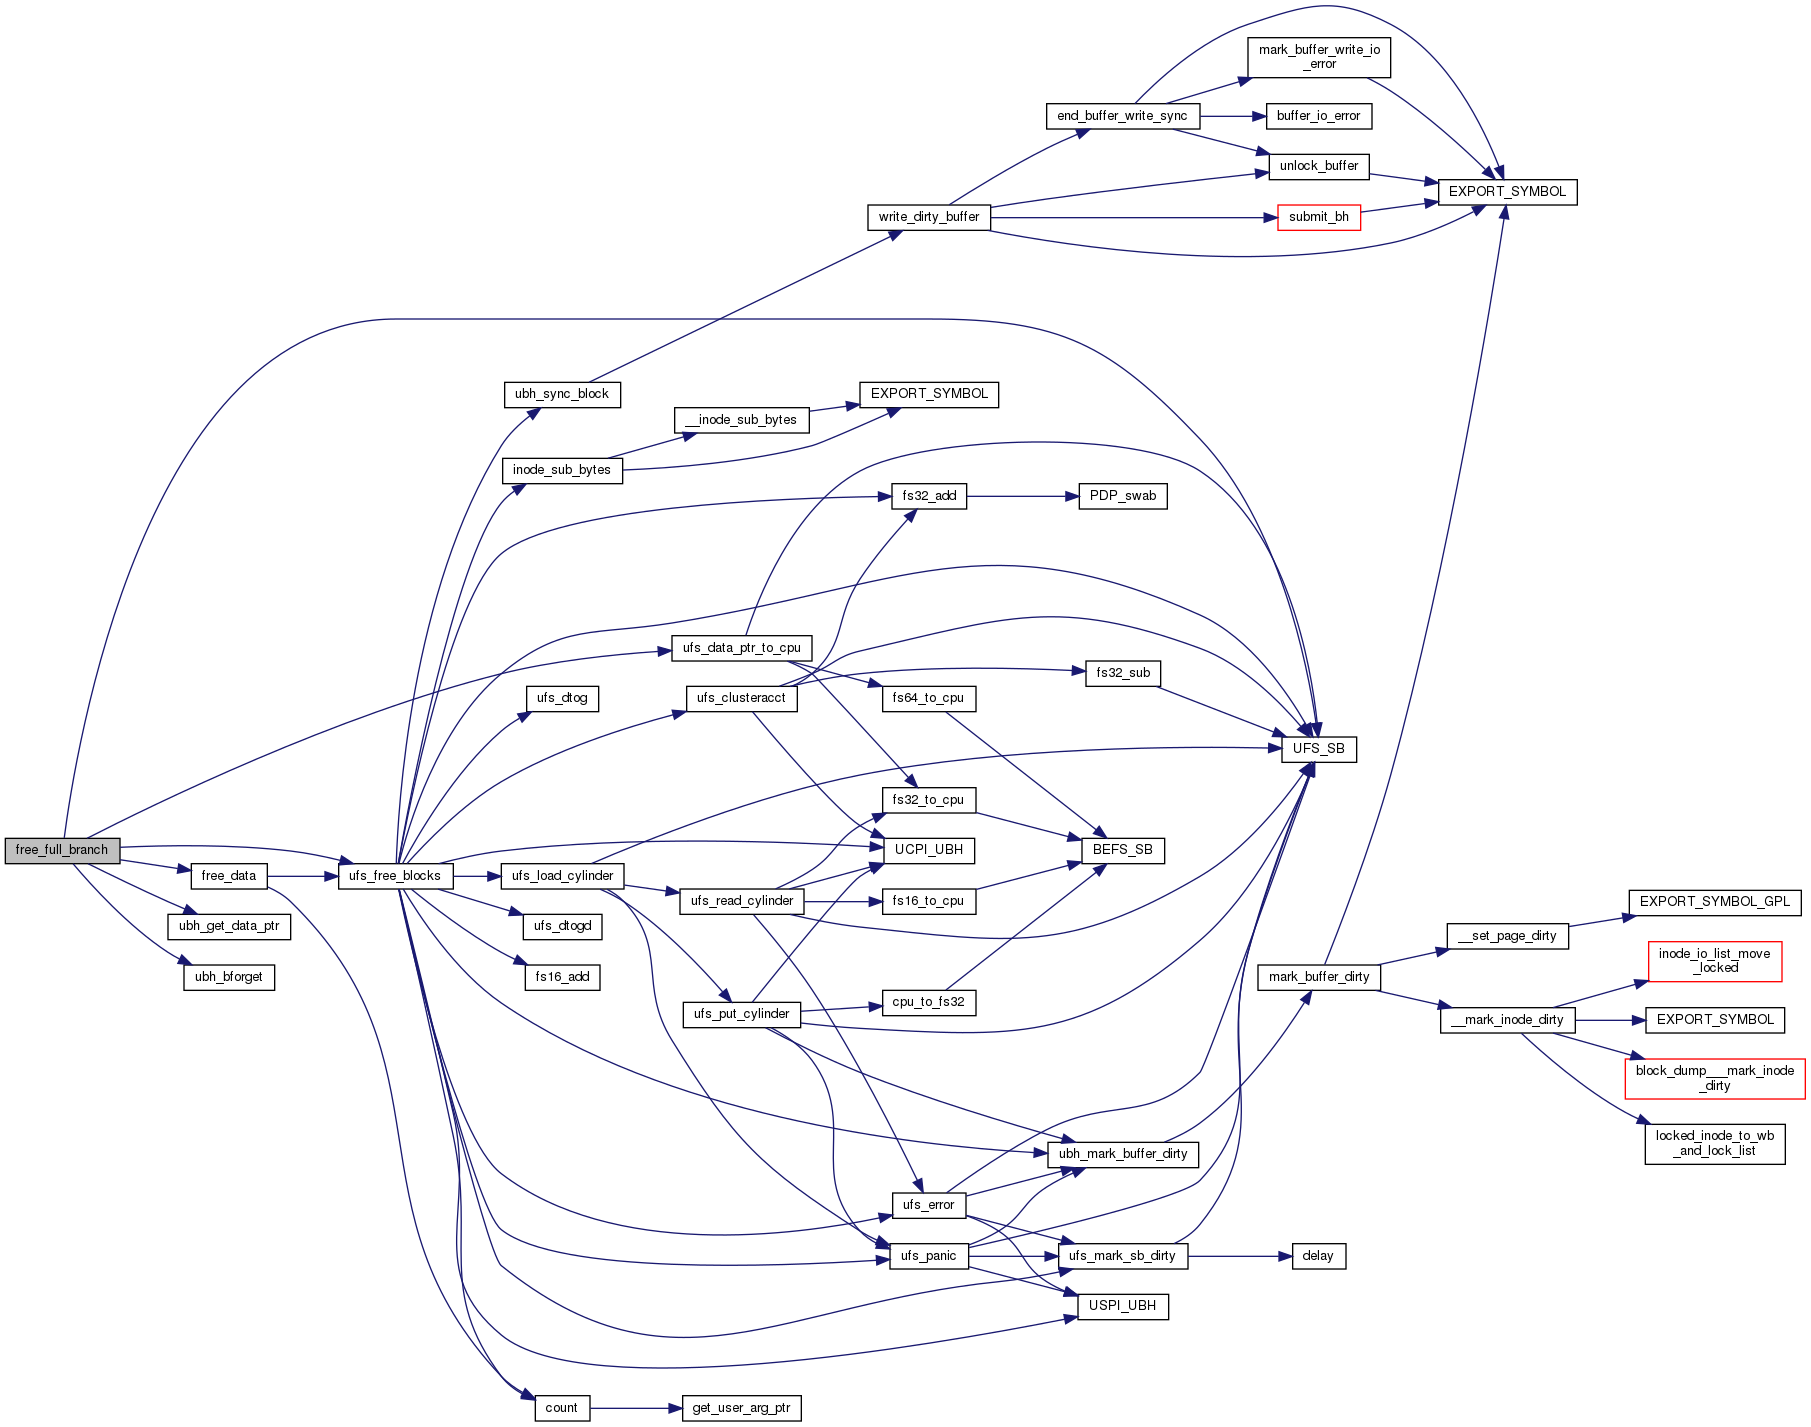 mark_buffer_write_io
_error
end_buffer_write_sync
buffer_io_error
unlock_buffer
EXPORT_SYMBOL
write_dirty_buffer
submit_bh
ubh_sync_block
EXPORT_SYMBOL
__inode_sub_bytes
inode_sub_bytes
fs32_add
PDP_swab
ufs_data_ptr_to_cpu
fs32_sub
ufs_dtog
ufs_clusteracct
fs64_to_cpu
UFS_SB
fs32_to_cpu
free_full_branch
UCPI_UBH
BEFS_SB
free_data
ufs_free_blocks
ufs_load_cylinder
ufs_read_cylinder
fs16_to_cpu
EXPORT_SYMBOL_GPL
ubh_get_data_ptr
ufs_dtogd
__set_page_dirty
inode_io_list_move
_locked
ubh_bforget
fs16_add
mark_buffer_dirty
cpu_to_fs32
ufs_put_cylinder
__mark_inode_dirty
EXPORT_SYMBOL
block_dump___mark_inode
_dirty
locked_inode_to_wb
_and_lock_list
ubh_mark_buffer_dirty
ufs_error
ufs_panic
ufs_mark_sb_dirty
delay
USPI_UBH
count
get_user_arg_ptr